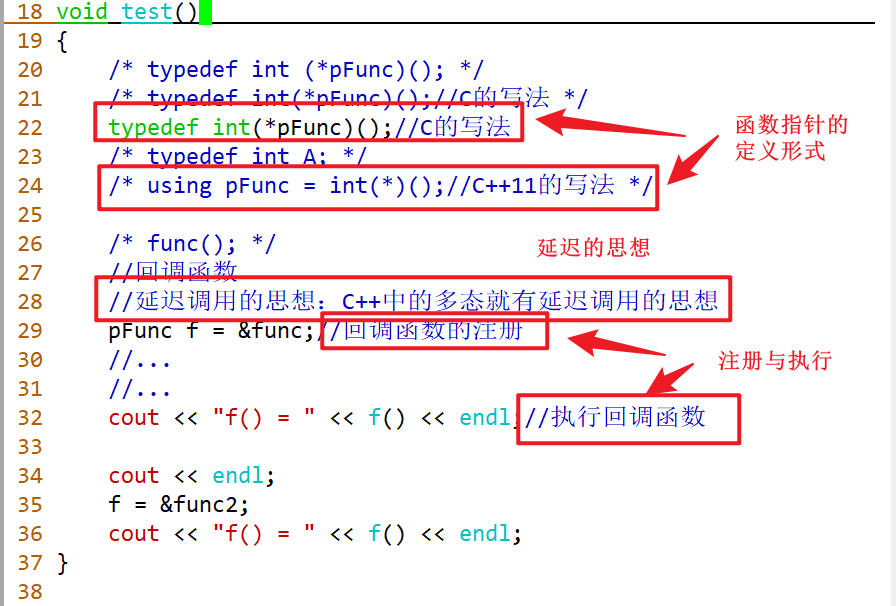 18 void test()
19 {
20 /* typedef int (*pFunc)(); */
21 /* typedef int(*pFunc)();//C的写法 */
22 typedef int(*pFunc)();//C的写法
函数指针的
定义形式
23 /* typedef int A; */
24 /* using pFunc = int(*)();//C++11的写法 */
25
26 /* func(); */
延迟的思想
27 //回调函数
28 //延迟调用的思想：C++中的多态就有延迟调用的思想
29 pFunc f = &func;//回调函数的注册
30 //...
注册与执行
31 //...
32 cout << "f() = " << f() << endl;//执行回调函数
33
34 cout << endl;
35 f = &func2;
36 cout << "f() = " << f() << endl;
37 }
38